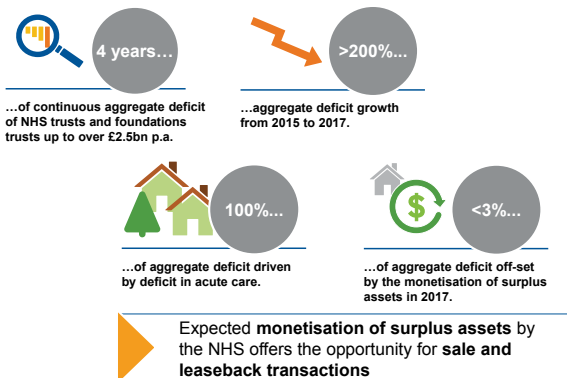 4 years…
…of continuous aggregate deficit
of NHS trusts and foundations
trusts up to over £2.5bn p.a.
>200%...
…aggregate deficit growth
from 2015 to 2017.
100%...
…of aggregate deficit driven
by deficit in acute care.
$
<3%...
…of aggregate deficit off-set
by the monetisation of surplus
assets in 2017.
Expected monetisation of surplus assets by
the NHS offers the opportunity for sale and
leaseback transactions